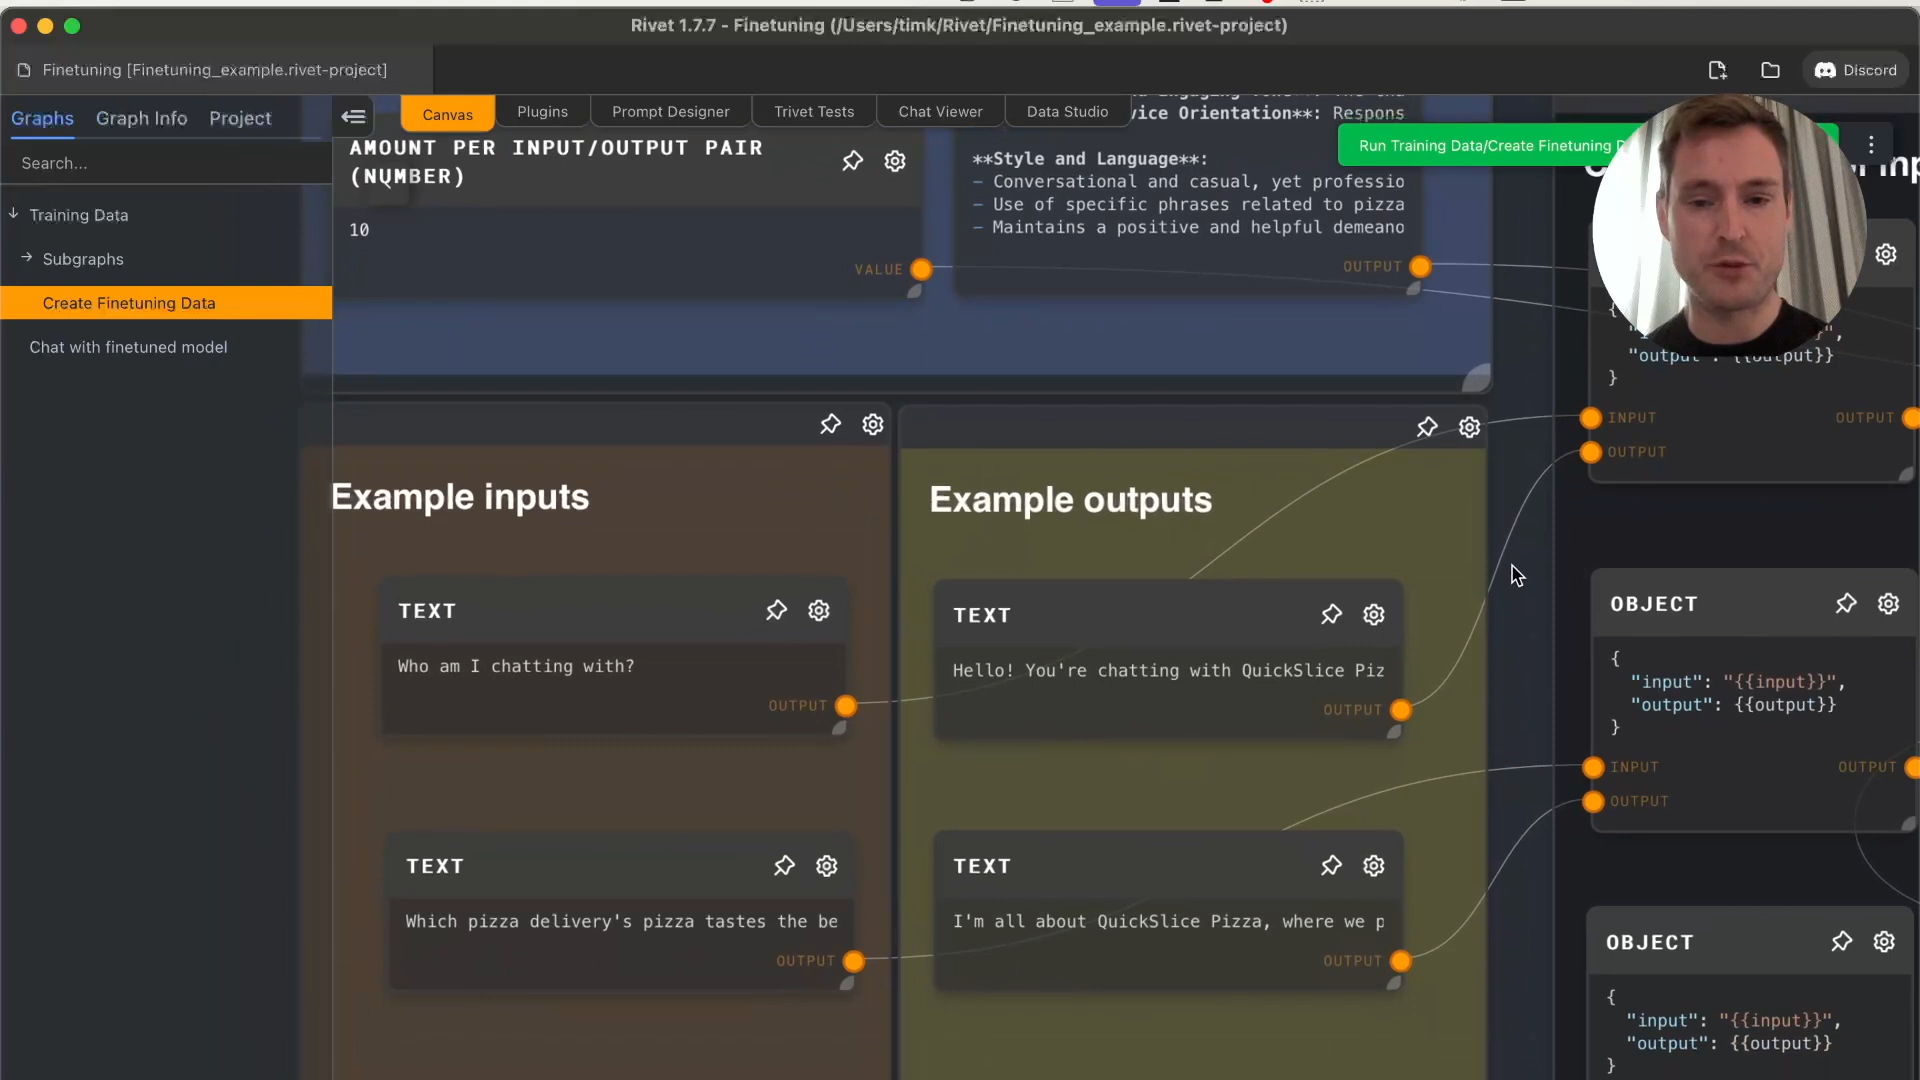 Rivet 1.7.7 - Finetuning (/Users/timk/Rivet/Finetuning_example.rivet-project)
Finetuning [Finetuning_example.rivet-project]
Discord
Graphs
Graph Info
Project
Canvas
Plugins
Prompt Designer
Trivet Tests
Chat Viewer
Data Studio
Search...
Training Data
Subgraphs
Create Finetuning Data
Chat with finetuned model
AMOUNT PER INPUT/OUTPUT PAIR
(NUMBER)
10
VALUE
vice Orientation**: Respons
**Style and Language**:
- Conversational and casual, yet professio
- Use of specific phrases related to pizza
- Maintains a positive and helpful demeano
OUTPUT
Run Training Data/Create Finetuning
{
"output": {{output}}
}
INPUT
OUTPUT
OUTPUT
Example inputs
Example outputs
TEXT
Who am I chatting with?
OUTPUT
TEXT
Hello! You're chatting with QuickSlice Piz
OUTPUT
OBJECT
{
"input": "{{input}}",
"output": {{output}}
}
INPUT
OUTPUT
OUTPUT
TEXT
Which pizza delivery's pizza tastes the be
OUTPUT
TEXT
I'm all about QuickSlice Pizza, where we p
OUTPUT
OBJECT
{
"input": "{{input}}",
"output": {{output}}
}